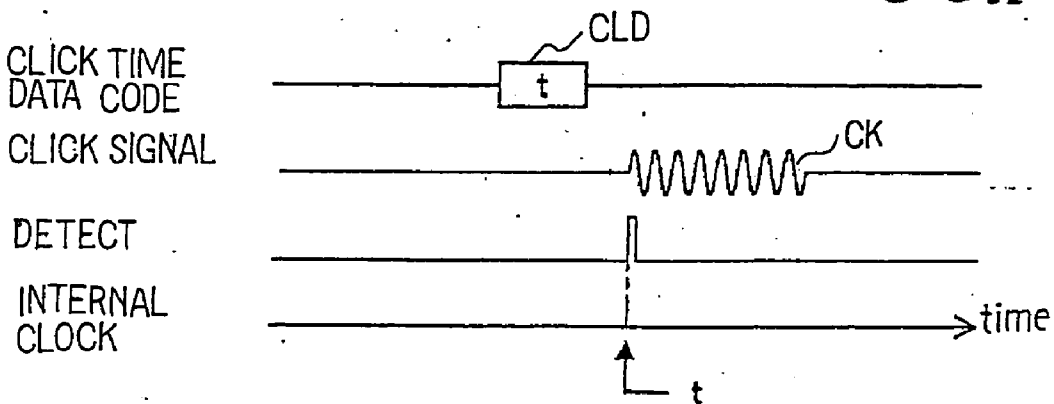 CLD
CLICK TIME
DATA CODE
t
CLICK SIGNAL
CK
DETECT
INTERNAL
CLOCK
time
t